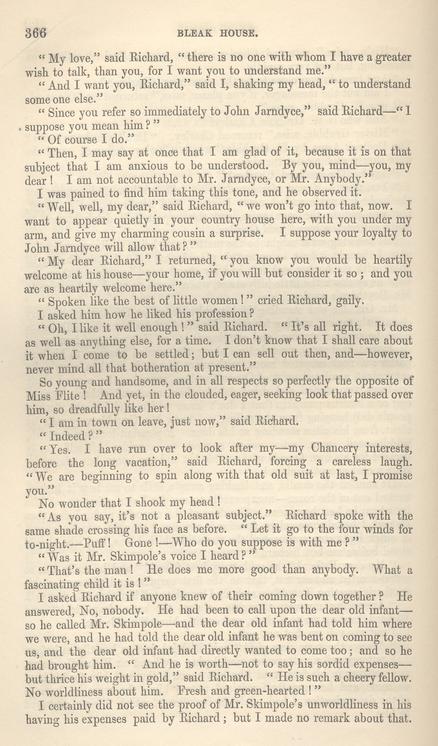 366 BLEAK HOUSE.
“ My love,” said Richard, “ there is no one with whom I have a greater
wish to talk, than you, for I want you to understand me.”
“ And I want you, Richard,” said I, shaking my head, “ to understand
some one else.”
“ Since you refer so immediately to John Jarndyce,” said Richard—“ I
suppose you mean him ? ”
“ Of course I do.”
“ Then, I may say at once that I am glad of it, because it is on that
subject that I am anxious to be understood. By you, mind—you, my
dear ! I am not accountable to Mr. Jarndyce, or Mr. Anybody.”
I was pained to find him taking this tone, and he observed it.
“ Well, well, my dear,” said Richard, “ we won’t go into that, now. I
want to appear quietly in your country house here, with you under my
arm, and give my charming cousin a surprise. I suppose your loyalty to
John Jarndyce will allow that ? ”
“ My dear Richard,” I returned, “ you know you would be heartily
welcome at his house—your home, if you will but consider it so ; and you
are as heartily welcome here.”
“ Spoken like the best of little women ! ” cried Richard, gaily.
I asked him how he liked his profession ?
“ Oh, I like it well enough ! ” said Richard. “ It’s all right. It does
as well as anything else, for a time. I don’t know that I shall care about
it when I come to be settled ; but I can sell out then, and—however,
never mind all that botheration at present.”
So young and handsome, and in all respects so perfectly the opposite of
Miss Flite ! And yet, in the clouded, eager, seeking look that passed over
him, so dreadfully like her !
“ I am in town on leave, just now,” said Richard.
“ Indeed ? ”
“ Yes. I have run over to look after my—my Chancery interests,
before the long vacation,” said Richard, forcing a careless laugh.
“ We are beginning to spin along with that old suit at last, I promise
you.”
No wonder that I shook my head !
“ As you say, it’s not a pleasant subject.” Richard spoke with the
same shade crossing his face as before. “ Let it go to the four winds for
to-night.—Puff ! Gone !—Who do you suppose is with me ? ”
“ Was it Mr. Skimpole’s voice I heard ? ”
“ That’s the man ! He does me more good than anybody. What a
fascinating child it is ! ”
I asked Richard if anyone knew of their coming down together ? He
answered, No, nobody. He had been to call upon the dear old infant—
so he called Mr. Skimpole—and the dear old infant had told him where
we were, and he had told the dear old infant he was bent on coming to see
us, and the dear old infant had directly wanted to come too ; and so he
had brought him. “ And he is worth—not to say his sordid expenses—
but thrice his weight in gold,” said Richard. “ He is such a cheery fellow.
No worldliness about him. Fresh and green-hearted ! ”
I certainly did not see the proof of Mr. Skimpole’s unworldliness in his
having his expenses paid by Richard ; but I made no remark about that.